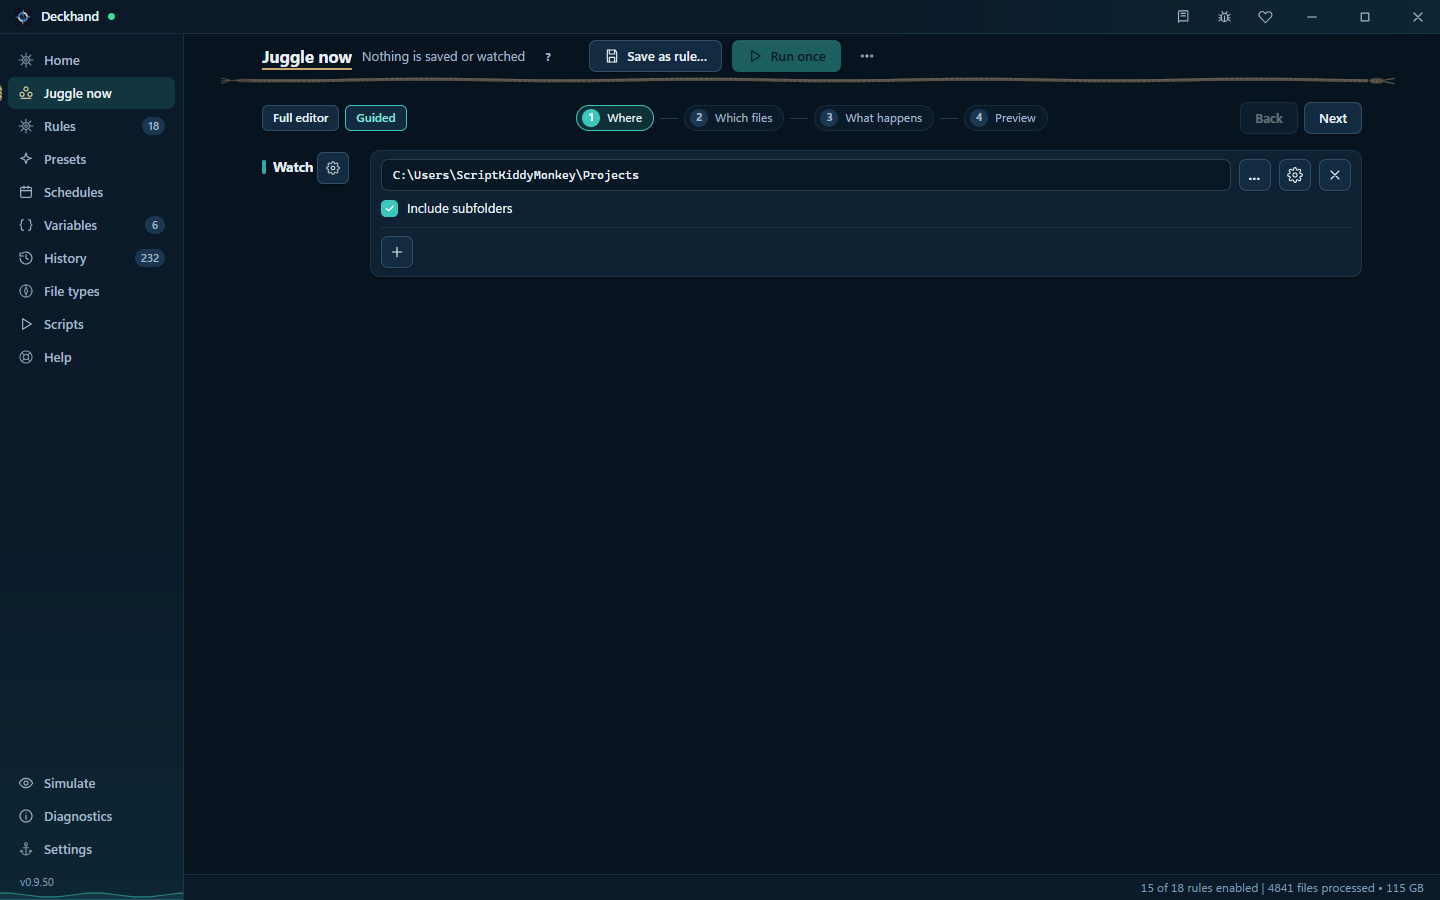 Deckhand
Home
Juggle now
Rules 18
Presets
Schedules
Variables 6
History 232
File types
Scripts
Help
Simulate
Diagnostics
Settings
v0.9.50
Juggle now Nothing is saved or watched ? Save as rule... Run once ...
Full editor Guided 1 Where 2 Which files 3 What happens 4 Preview Back Next
Watch
C:\Users\ScriptKiddyMonkey\Projects ...
Include subfolders
+
15 of 18 rules enabled | 4841 files processed • 115 GB